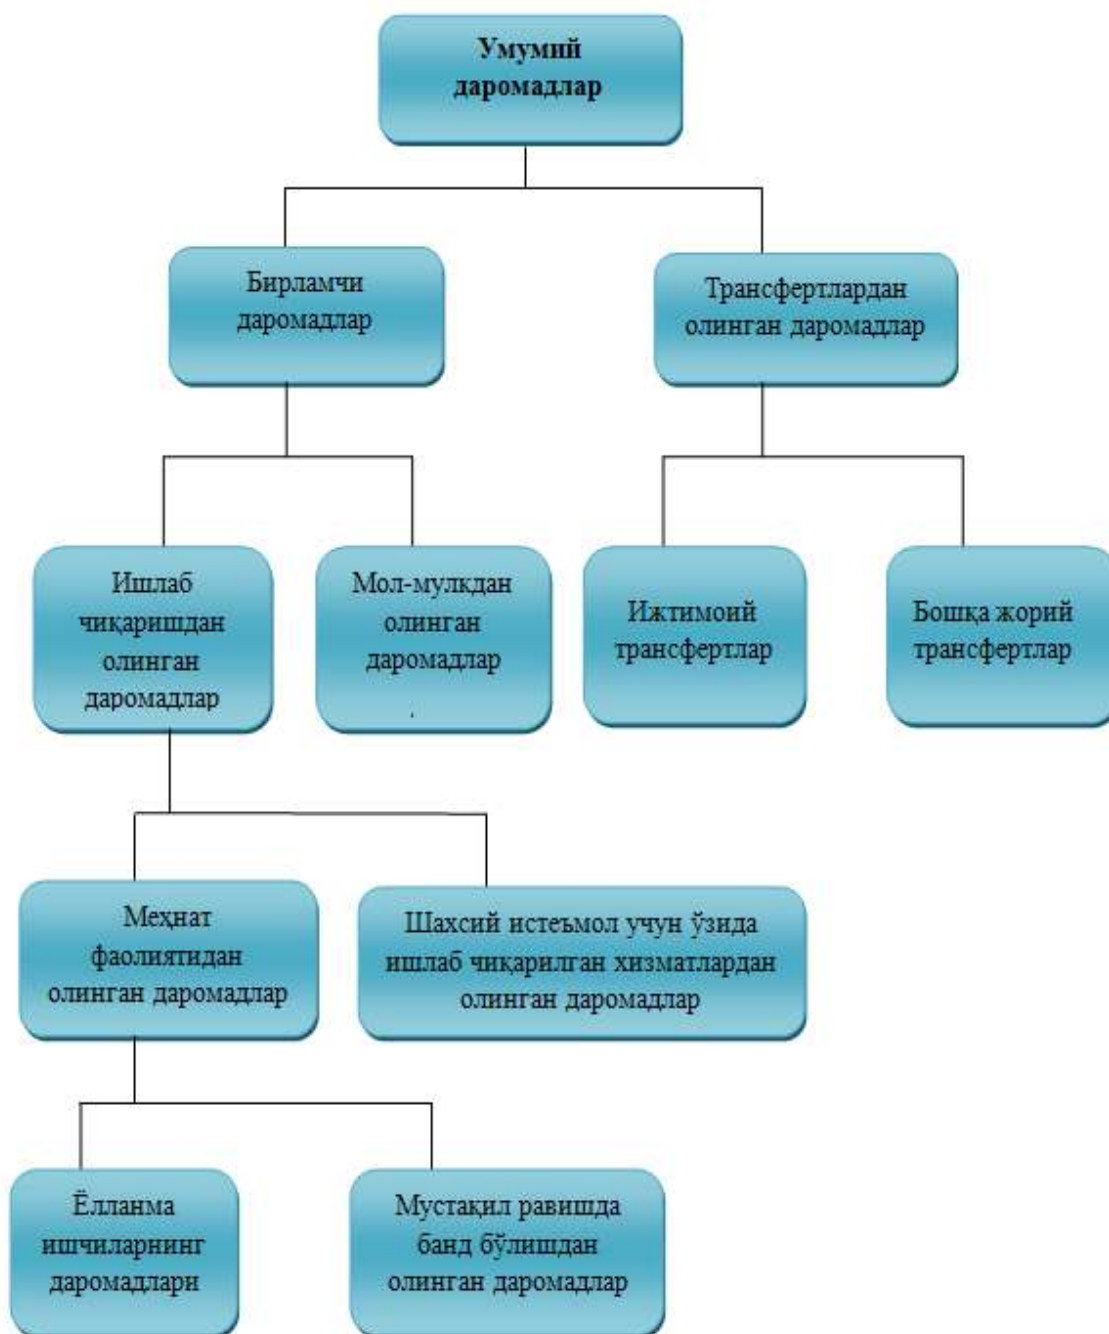 Умумий
даромадлар
Бирламчи
даромадлар
Трансфертлардан
олинган даромадлар
Ишлаб
чиқаришдан
олинган
даромадлар
Мол-мулкдан
олинган
даромадлар
.
Ижтимоий
трансфертлар
Бошқа жорий
трансфертлар
Меҳнат
фаолиятидан
олинган даромадлар
Шахсий истеъмол учун ўзида
ишлаб чиқарилган хизматлардан
олинган даромадлар
Ёлланма
ишчиларнинг
даромадлари
Мустақил равишда
банд бўлишдан
олинган даромадлар